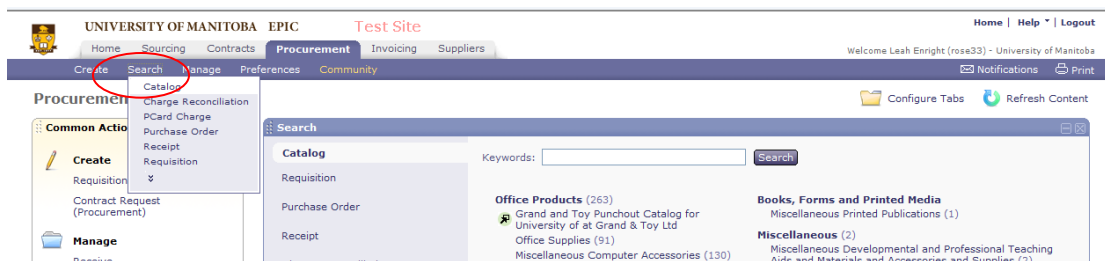 UNIVERSITY OF MANITOBA EPIC Test Site
Home | Help | Logout
Home Sourcing Contracts Procurement Invoicing Suppliers
Welcome Leah Enright (rose33) - University of Manitoba
Create Search Manage Preferences Community
Notifications Print
Catalog
Charge Reconciliation
PCard Charge
Purchase Order
Receipt
Requisition
Procuremen
Configure Tabs Refresh Content
Common Actio
Create
Requisition
Contract Request
(Procurement)
Manage
Search
Catalog
Requisition
Purchase Order
Receipt
Keywords: Search
Office Products (263)
Grand and Toy Punchout Catalog for
University of at Grand & Toy Ltd
Office Supplies (91)
Miscellaneous Computer Accessories (130)
Books, Forms and Printed Media
Miscellaneous Printed Publications (1)
Miscellaneous (2)
Miscellaneous Developmental and Professional Teaching
Aids and Materials and Accessories and Supplies (2)